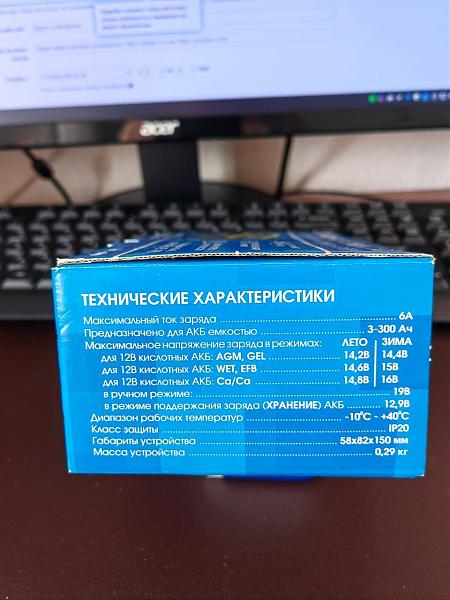 acer
ТЕХНИЧЕСКИЕ ХАРАКТЕРИСТИКИ
Максимальный ток заряда 6А
Предназначено для АКБ емкостью 3-300 Ач
Максимальное напряжение заряда в режимах: ЛЕТО ЗИМА
для 12В кислотных АКБ: AGM, GEL 14,2В 14,4В
для 12В кислотных АКБ: WET, EFB 14,6В 15В
для 12В кислотных АКБ: Ca/Ca 14,8В 16В
в ручном режиме: 19В
в режиме поддержания заряда (ХРАНЕНИЕ) АКБ 12,9В
Диапазон рабочих температур -10°С - +40°С
Класс защиты IP20
Габариты устройства 58х82х150 мм
Масса устройства 0,29 кг